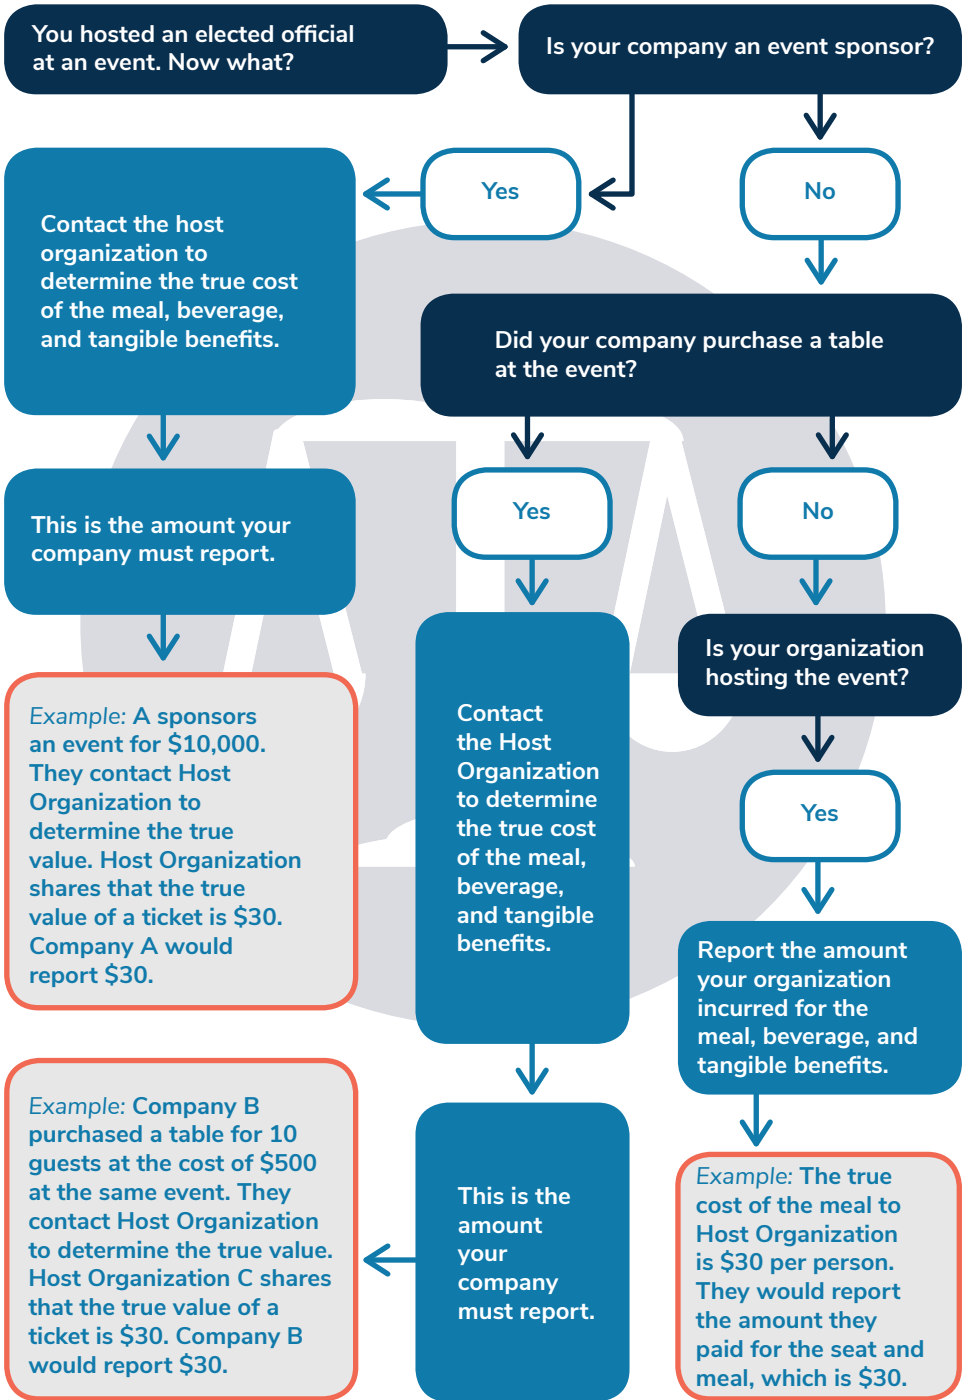 You hosted an elected official
at an event. Now what?
Is your company an event sponsor?
Yes
No
Contact the host
organization to
determine the true cost
of the meal, beverage,
and tangible benefits.
Did your company purchase a table
at the event?
This is the amount your
company must report.
Yes
No
Is your organization
hosting the event?
Example: A sponsors
an event for $10,000.
They contact Host
Organization to
determine the true
value. Host Organization
shares that the true
value of a ticket is $30.
Company A would
report $30.
Contact
the Host
Organization
to determine
the true cost
of the meal,
beverage,
and tangible
benefits.
Yes
Report the amount
your organization
incurred for the
meal, beverage, and
tangible benefits.
Example: Company B
purchased a table for 10
guests at the cost of $500
at the same event. They
contact Host Organization
to determine the true value.
Host Organization C shares
that the true value of a
ticket is $30. Company B
would report $30.
This is the
amount
your
company
must report.
Example: The true
cost of the meal to
Host Organization
is $30 per person.
They would report
the amount they
paid for the seat and
meal, which is $30.